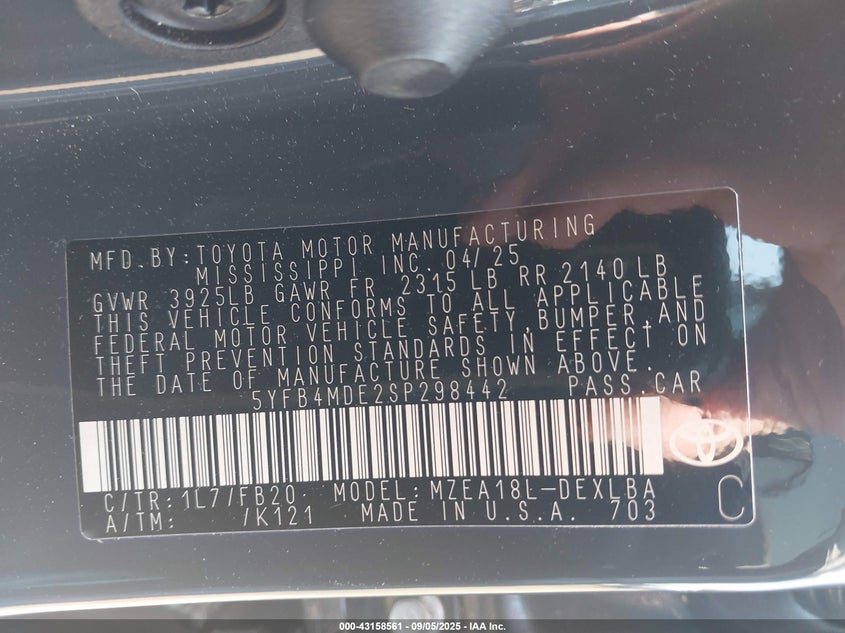 MFD.BY:TOYOTA MOTOR MANUFACTURING
MISSISSIPPI INC. 04/25
GVWR 3925LB GAWR FR 2315 LB RR 2140 LB
THIS VEHICLE CONFORMS TO ALL APPLICABLE
FEDERAL MOTOR VEHICLE SAFETY,BUMPER,AND
THEFT PREVENTION STANDARDS IN EFFECT ON
THE DATE OF MANUFACTURE SHOWN ABOVE.
5YFB4MDE2SP298442 PASS.CAR
C/TR:1L7/FB20 MODEL:MZEA18L-DEXLBA
A/TM: /K121 MADE IN U.S.A. 703
C
000-43158561 - 09/05/2025 - IAA Inc.